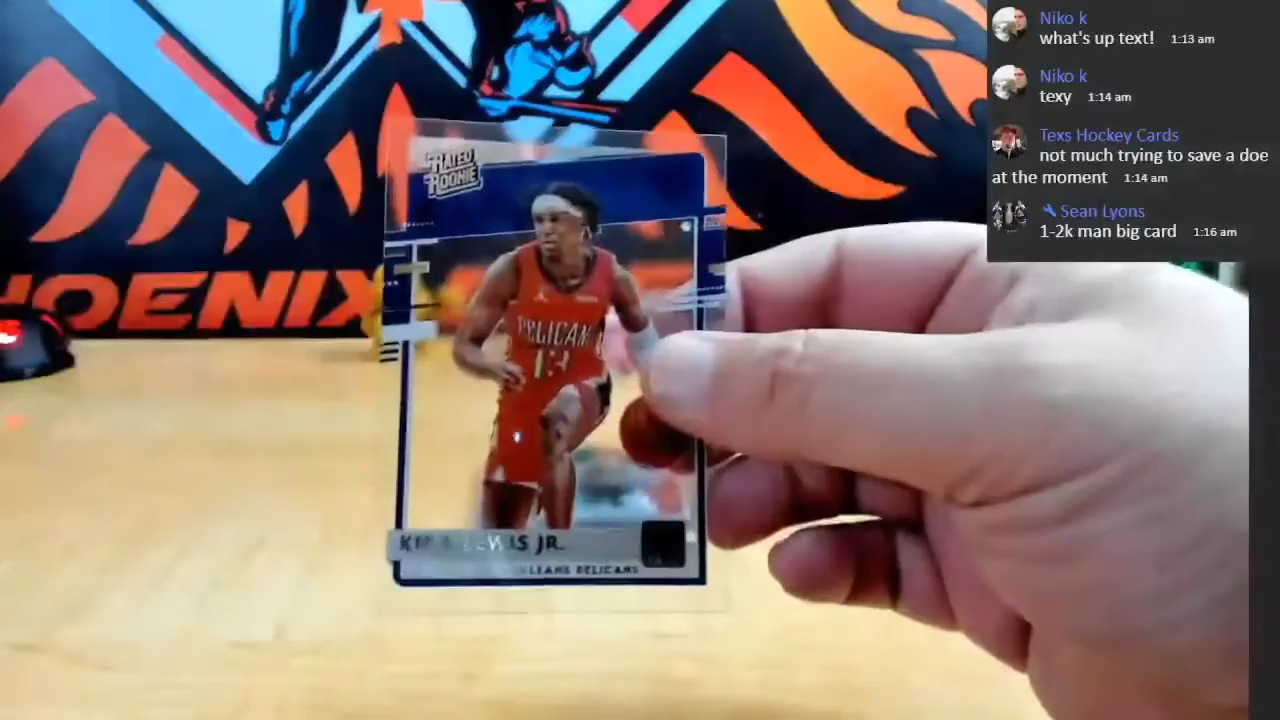 Niko k
what's up text! 1:13 am
Niko k
texy 1:14 am
Texs Hockey Cards
not much trying to save a doe
at the moment 1:14 am
Sean Lyons
1-2k man big card 1:16 am
RATED
ROOKIE
HOENIX
PELICANS
13
KIRA LEWIS JR.
PELICANS